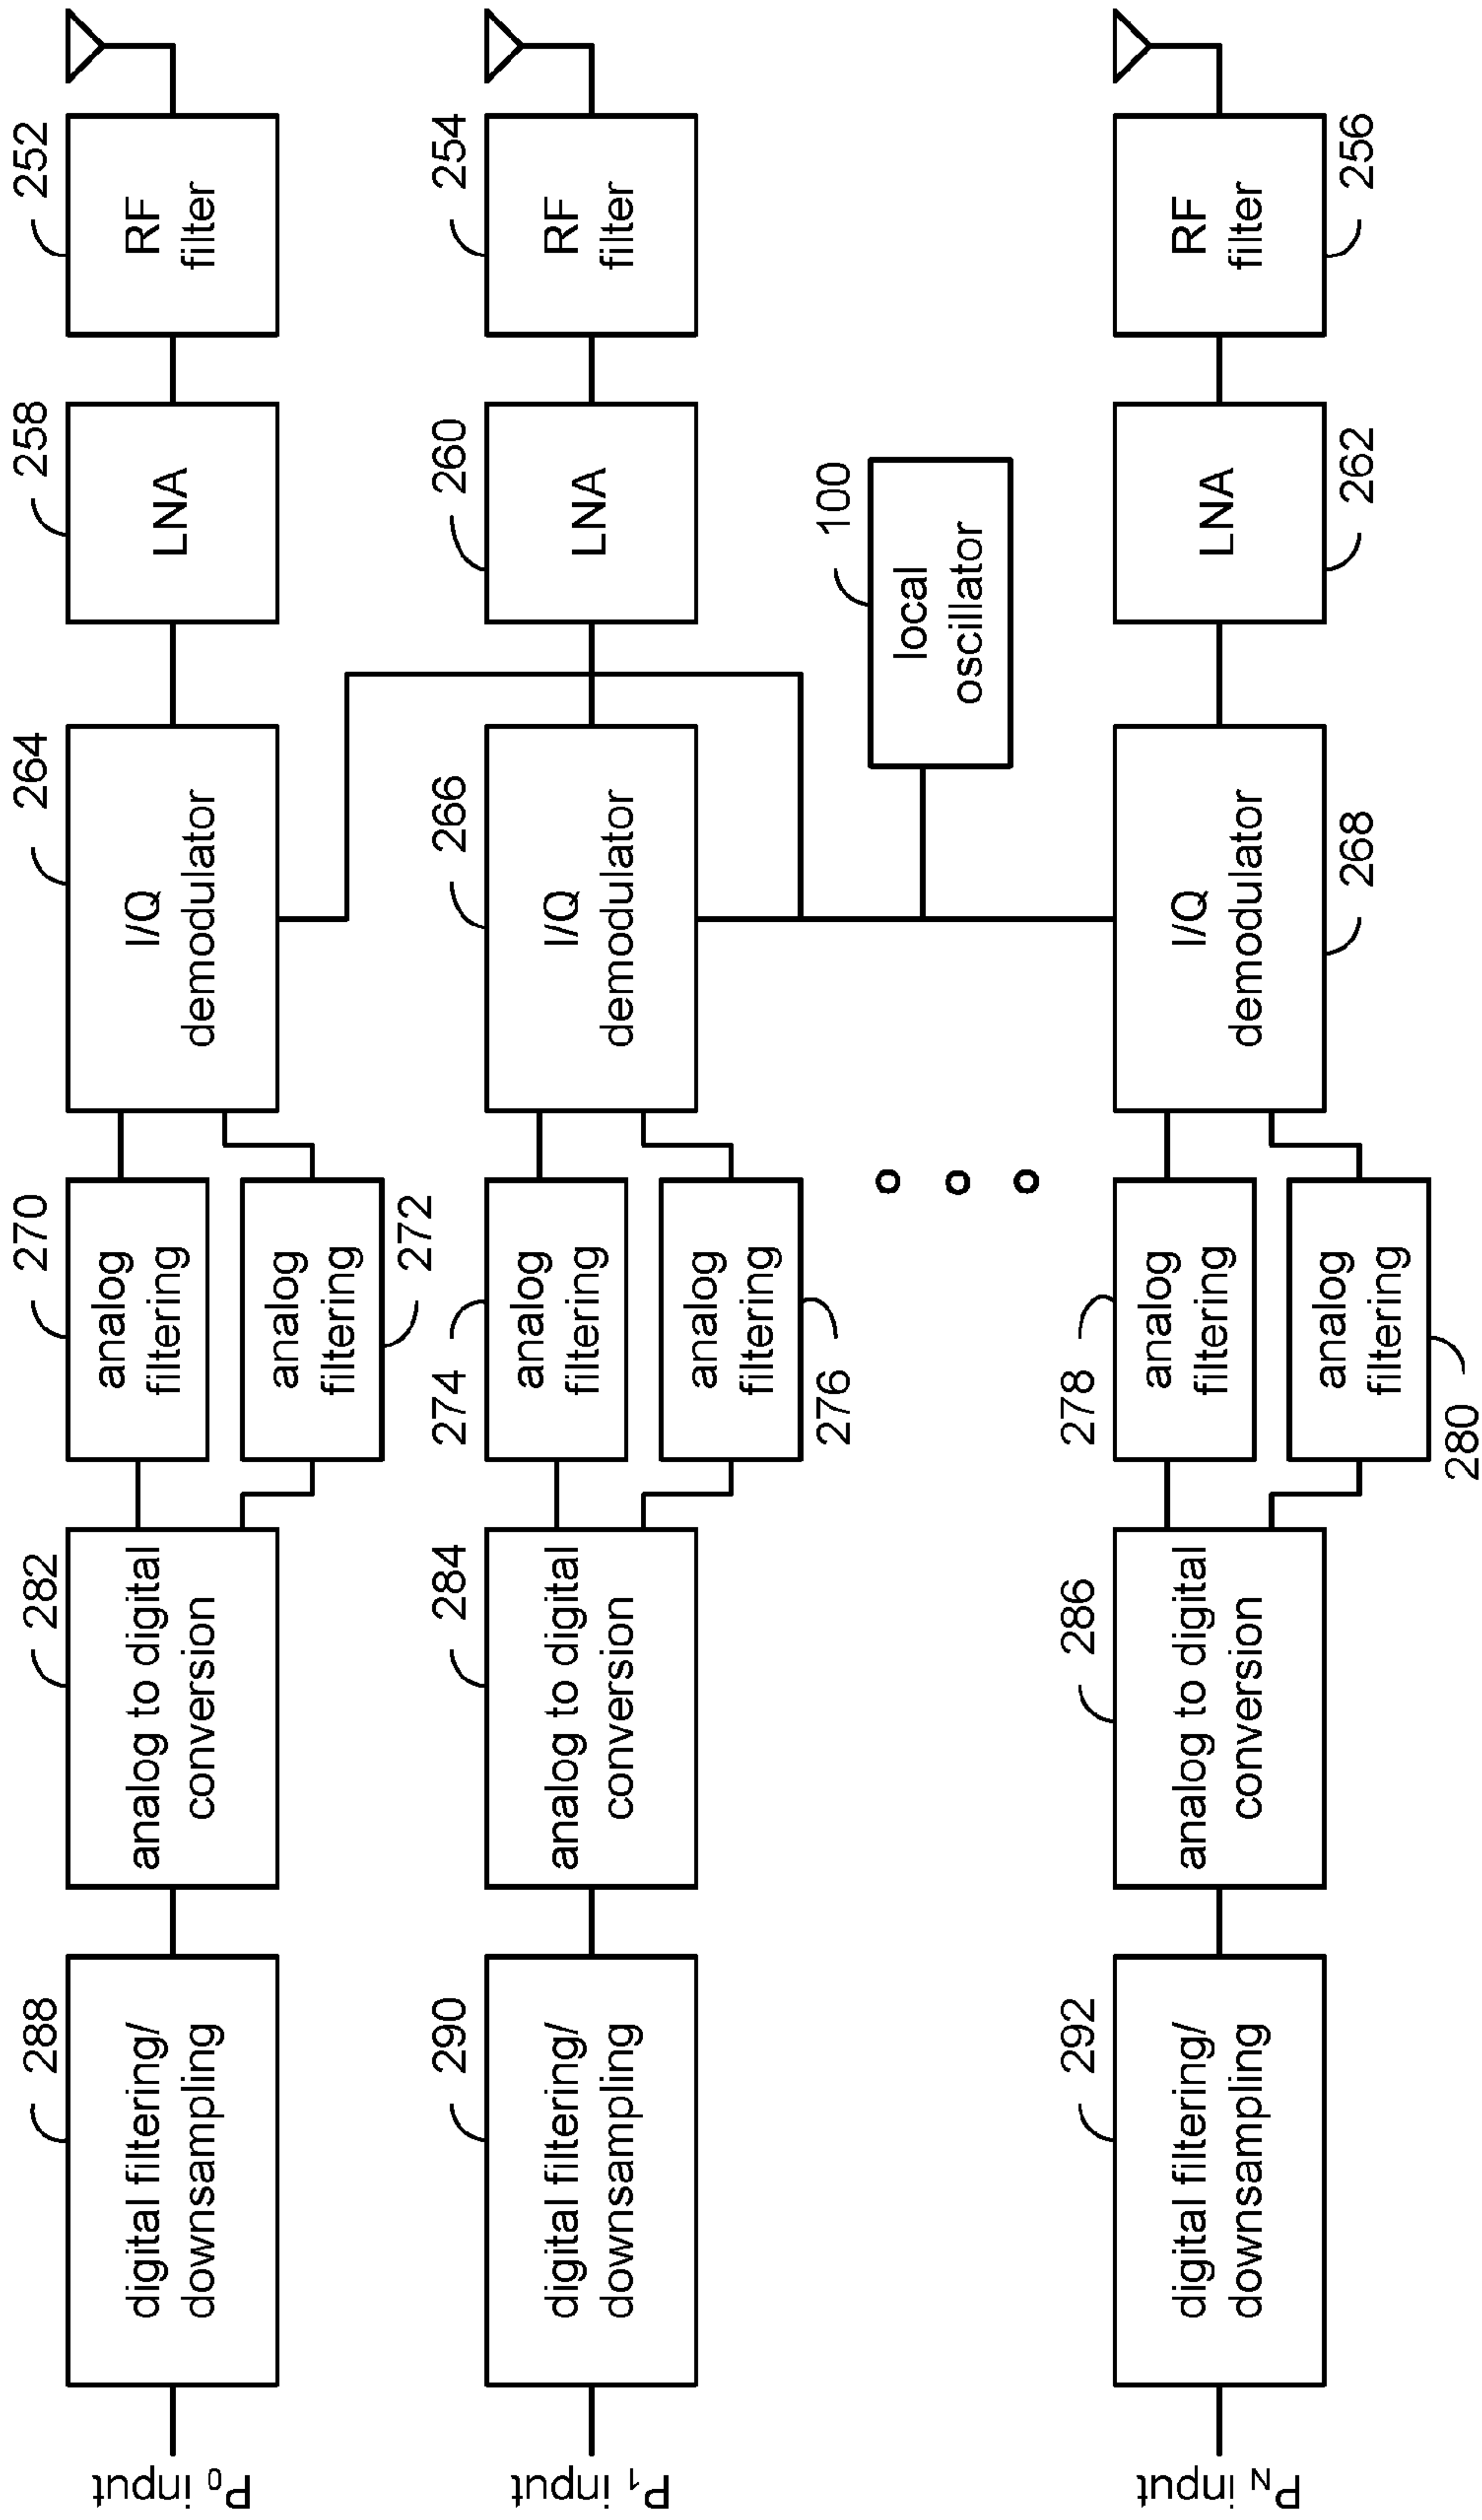 P₀ input
288
digital filtering/
downsampling
282
analog to digital
conversion
270
analog
filtering
analog
filtering
272
264
I/Q
demodulator
258
LNA
252
RF
filter
P₁ input
290
digital filtering/
downsampling
284
analog to digital
conversion
274
analog
filtering
analog
filtering
276
266
I/Q
demodulator
260
LNA
254
RF
filter
100
local
oscillator
P_N input
292
digital filtering/
downsampling
286
analog to digital
conversion
278
analog
filtering
analog
filtering
280
I/Q
demodulator
268
LNA
262
RF
filter
256